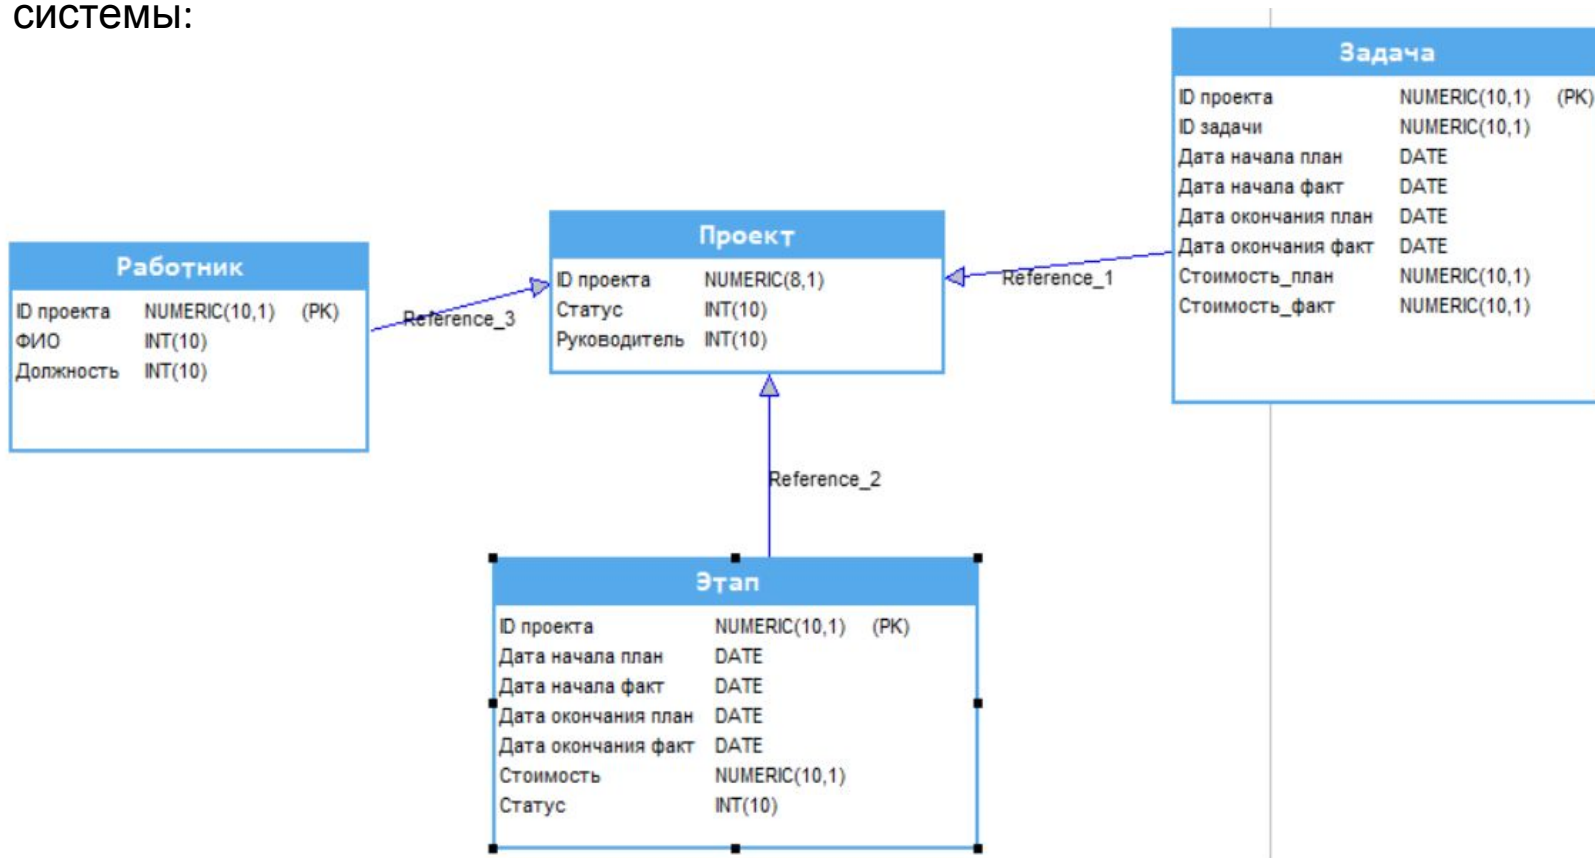 системы:
Задача
ID проекта NUMERIC(10,1) (PK)
ID задачи NUMERIC(10,1)
Дата начала план DATE
Дата начала факт DATE
Дата окончания план DATE
Дата окончания факт DATE
Стоимость_план NUMERIC(10,1)
Стоимость_факт NUMERIC(10,1)
Проект
ID проекта NUMERIC(8,1)
Статус INT(10)
Руководитель INT(10)
Работник
ID проекта NUMERIC(10,1) (PK)
ФИО INT(10)
Должность INT(10)
Reference_3
Reference_1
Reference_2
Этап
ID проекта NUMERIC(10,1) (PK)
Дата начала план DATE
Дата начала факт DATE
Дата окончания план DATE
Дата окончания факт DATE
Стоимость NUMERIC(10,1)
Статус INT(10)